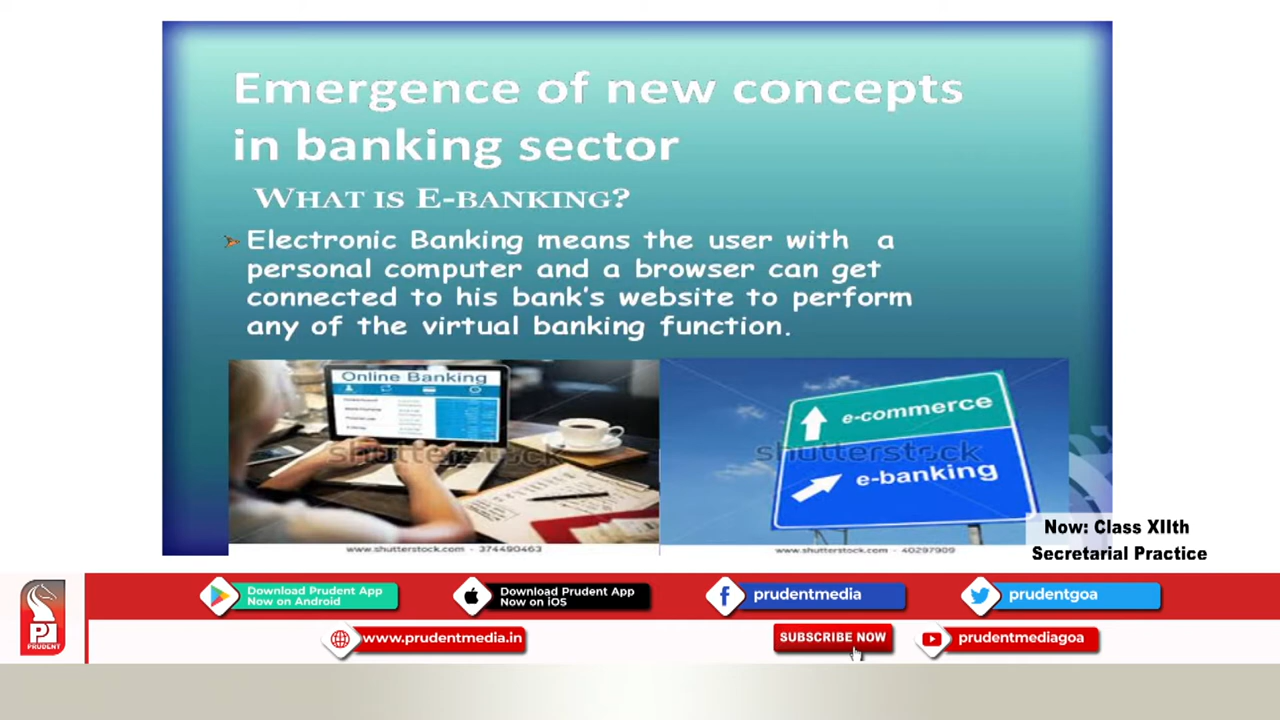 Emergence of new concepts
in banking sector
WHAT IS E-BANKING?
Electronic Banking means the user with a
personal computer and a browser can get
connected to his bank's website to perform
any of the virtual banking function.
Online Banking
shutterstock
www.shutterstock.com - 374490463
e-commerce
shutterstock
e-banking
www.shutterstock.com - 40297909
Now: Class XIIth
Secretarial Practice
PRUDENT
Download Prudent App
Now on Android
Download Prudent App
Now on iOS
prudentmedia
prudentgoa
www.prudentmedia.in
SUBSCRIBE NOW
prudentmediagoa